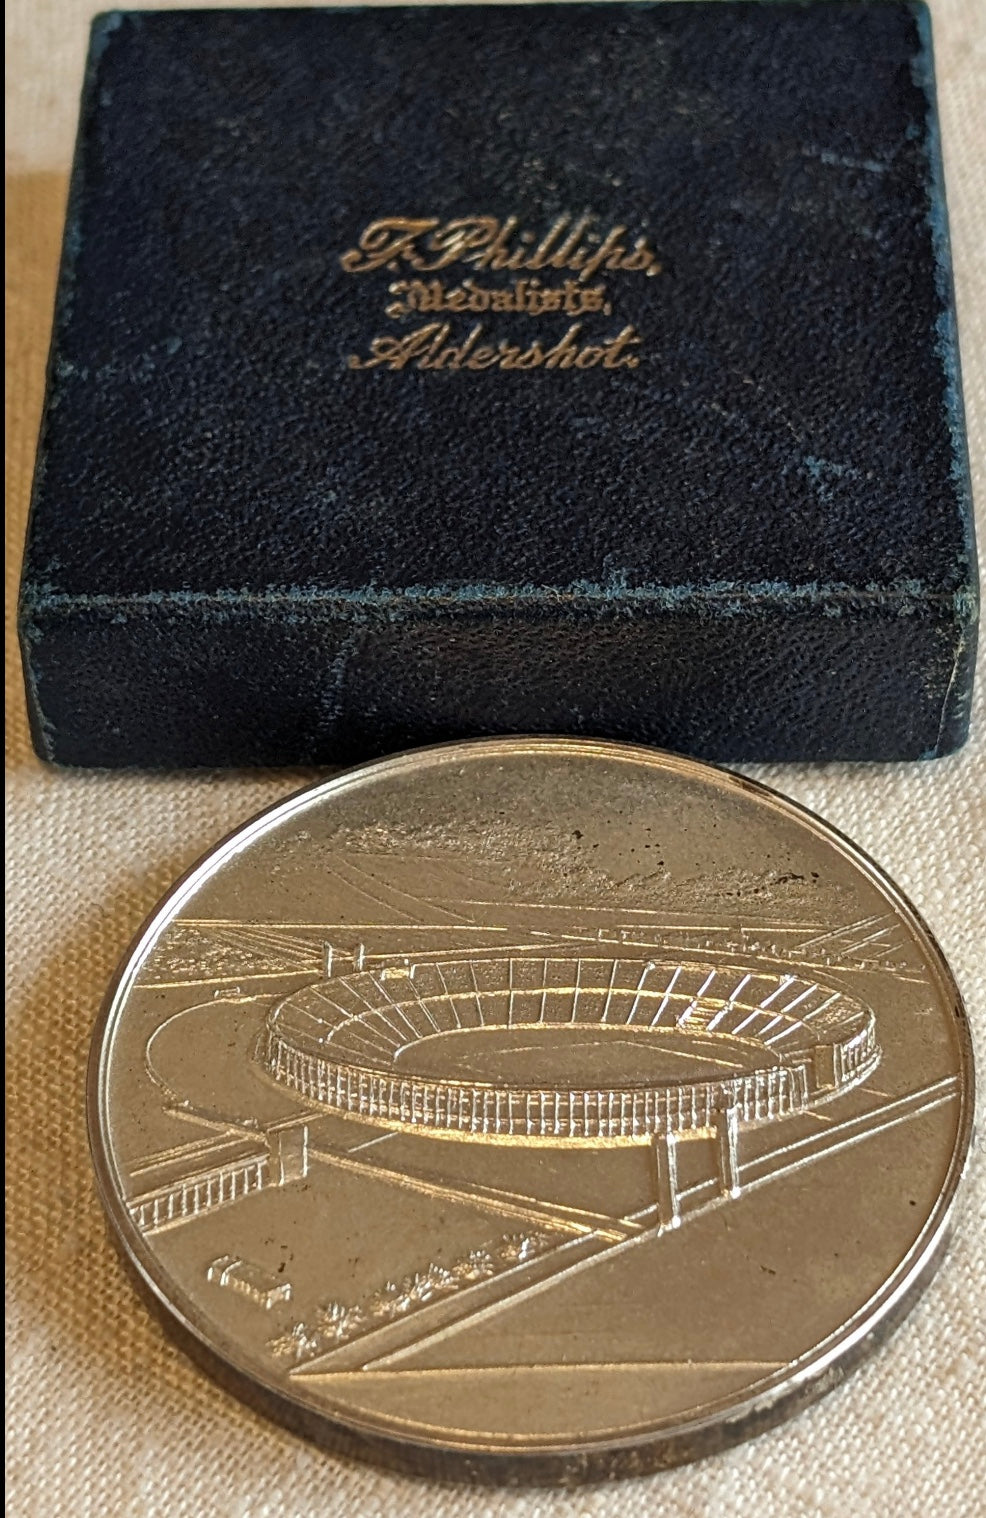 F. Phillips,
Medalists,
Aldershot.